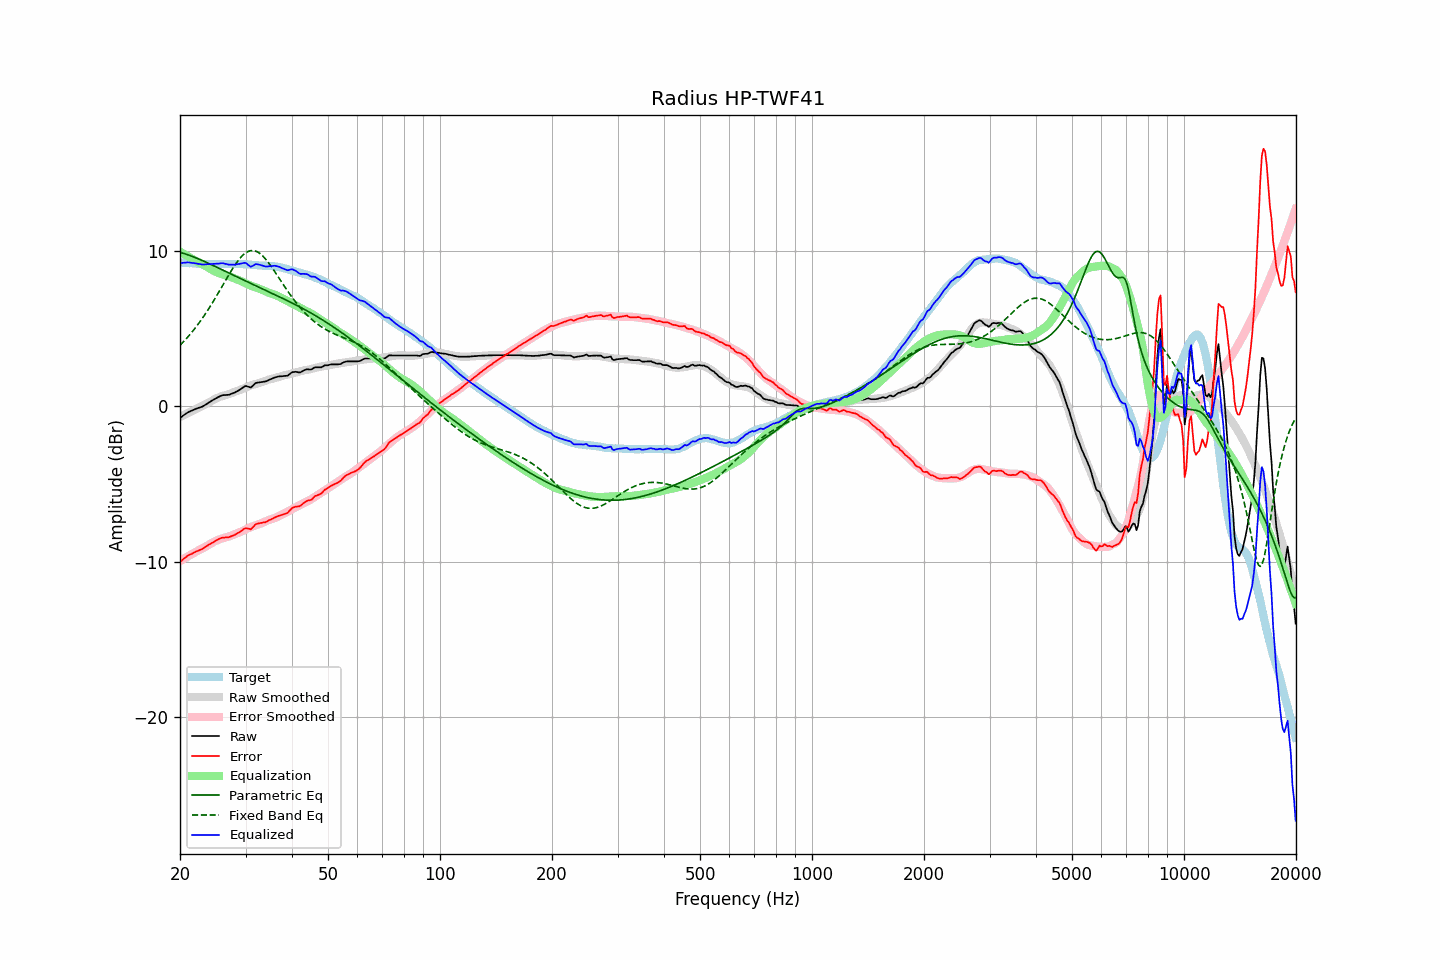 Radius HP-TWF41
Amplitude (dBr)
10
0
−10
−20
Target
Raw Smoothed
Error Smoothed
Raw
Error
Equalization
Parametric Eq
Fixed Band Eq
Equalized
20 50 100 200 500 1000 2000 5000 10000 20000
Frequency (Hz)